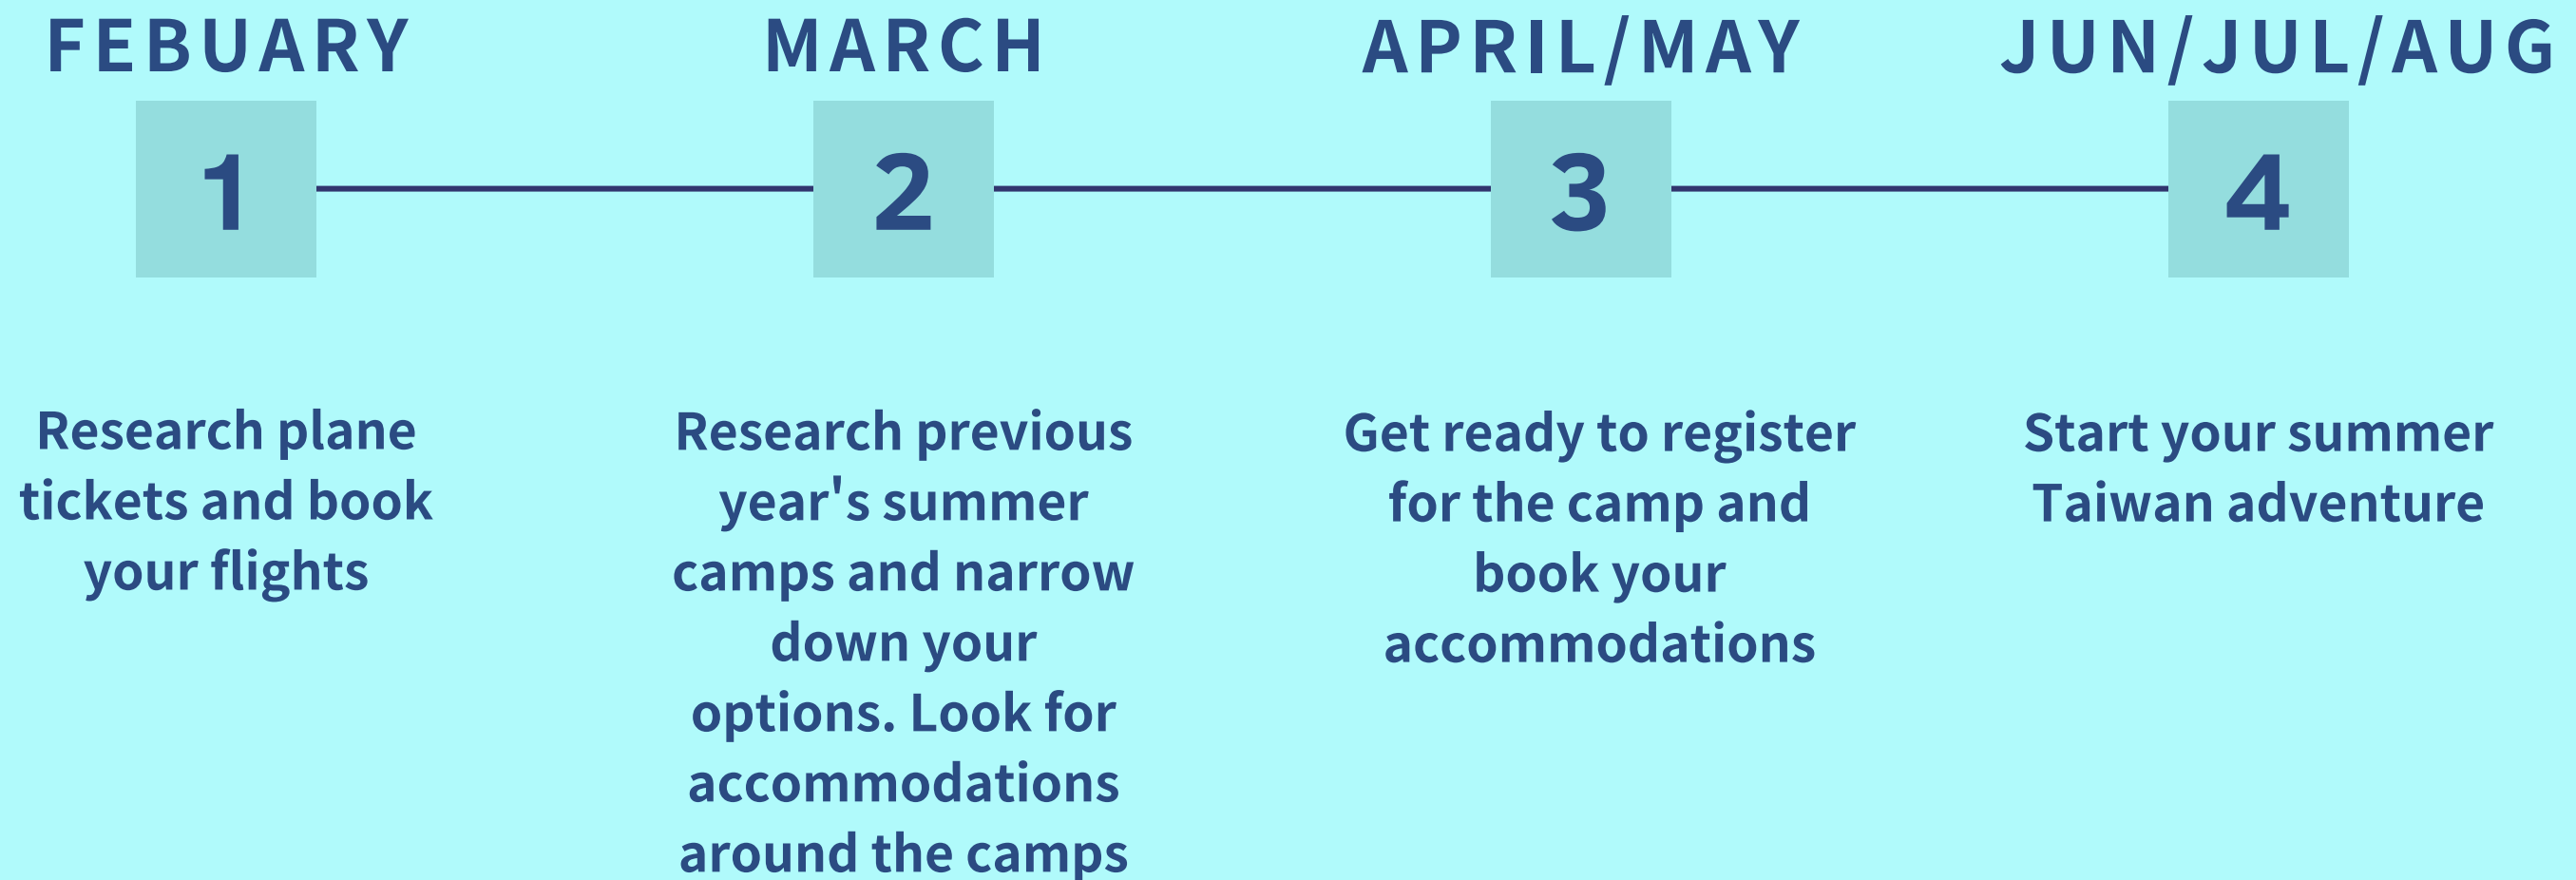 FEBUARY
MARCH
APRIL/MAY
JUN/JUL/AUG
1
2
3
4
Research plane
tickets and book
your flights
Research previous
year's summer
camps and narrow
down your
options. Look for
accommodations
around the camps
Get ready to register
for the camp and
book your
accommodations
Start your summer
Taiwan adventure